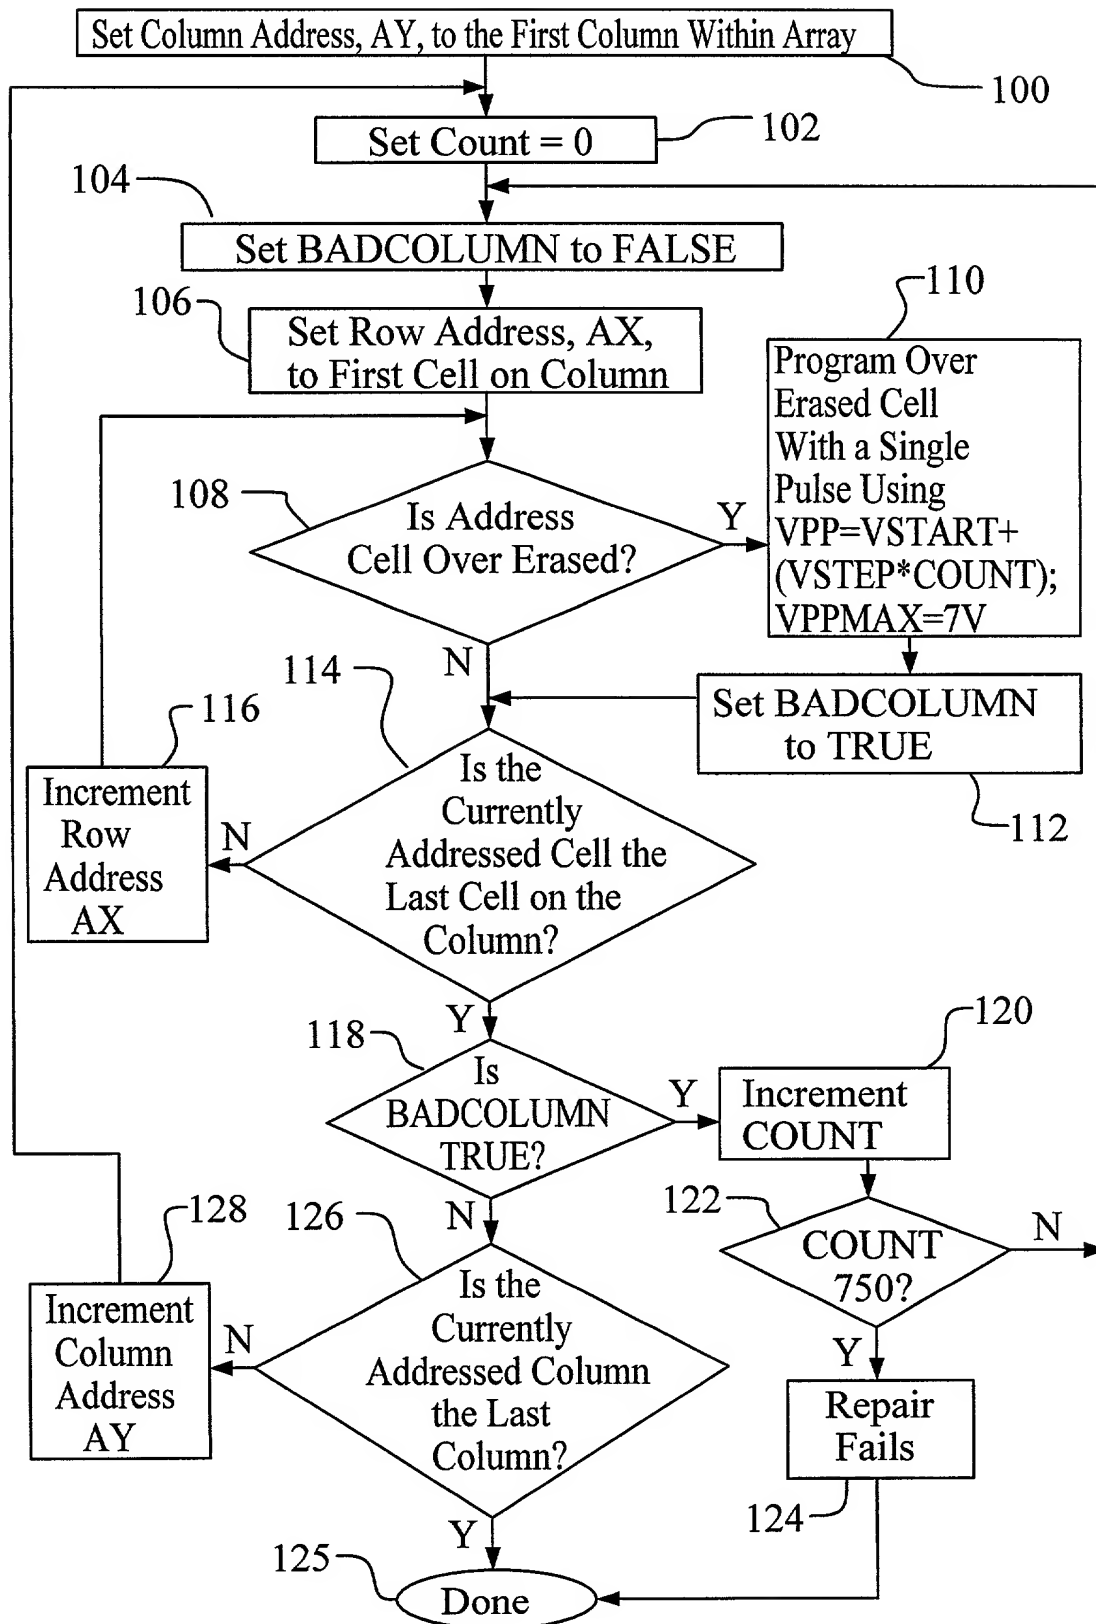 Set Column Address, AY, to the First Column Within Array
100
Set Count = 0
102
104
Set BADCOLUMN to FALSE
106
Set Row Address, AX,
to First Cell on Column
110
Program Over
Erased Cell
With a Single
Pulse Using
VPP=VSTART+
(VSTEP*COUNT);
VPPMAX=7V
108
Is Address
Cell Over Erased?
Y
N
114
Set BADCOLUMN
to TRUE
112
116
Increment
Row
Address
AX
N
Is the
Currently
Addressed Cell the
Last Cell on the
Column?
Y
118
Is
BADCOLUMN
TRUE?
Y
120
Increment
COUNT
N
122
COUNT
750?
N
Y
128
Increment
Column
Address
AY
N
126
Is the
Currently
Addressed Column
the Last
Column?
Repair
Fails
124
Y
125
Done